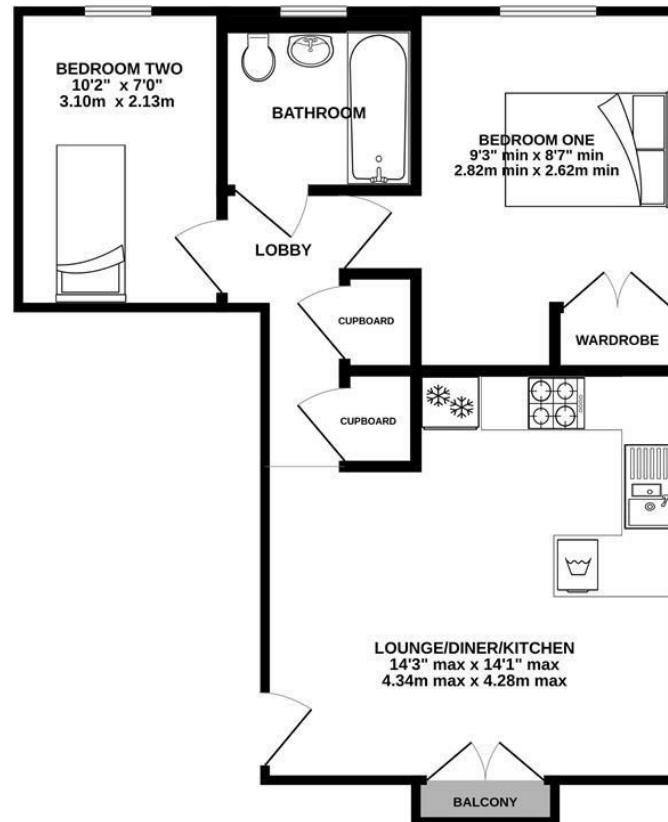 BEDROOM TWO
10'2" x 7'0"
3.10m x 2.13m
BATHROOM
BEDROOM ONE
9'3" min x 8'7" min
2.82m min x 2.62m min
LOBBY
CUPBOARD
WARDROBE
CUPBOARD
LOUNGE/DINER/KITCHEN
14'3" max x 14'1" max
4.34m max x 4.28m max
BALCONY